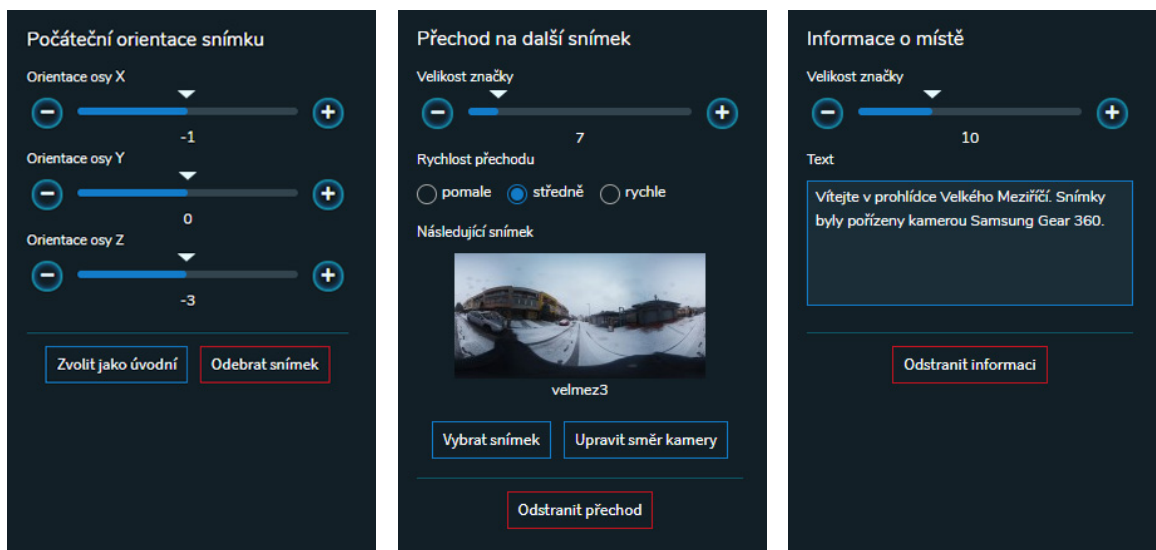 Počáteční orientace snímku
Orientace osy X
-1
Orientace osy Y
0
Orientace osy Z
-3
Zvolit jako úvodní
Odebrat snímek
Přechod na další snímek
Velikost značky
7
Rychlost přechodu
pomale středně rychle
Následující snímek
velmez3
Vybrat snímek
Upravit směr kamery
Odstranit přechod
Informace o místě
Velikost značky
10
Text
Vítejte v prohlídce Velkého Meziříčí. Snímky
byly pořízeny kamerou Samsung Gear 360.
Odstranit informaci